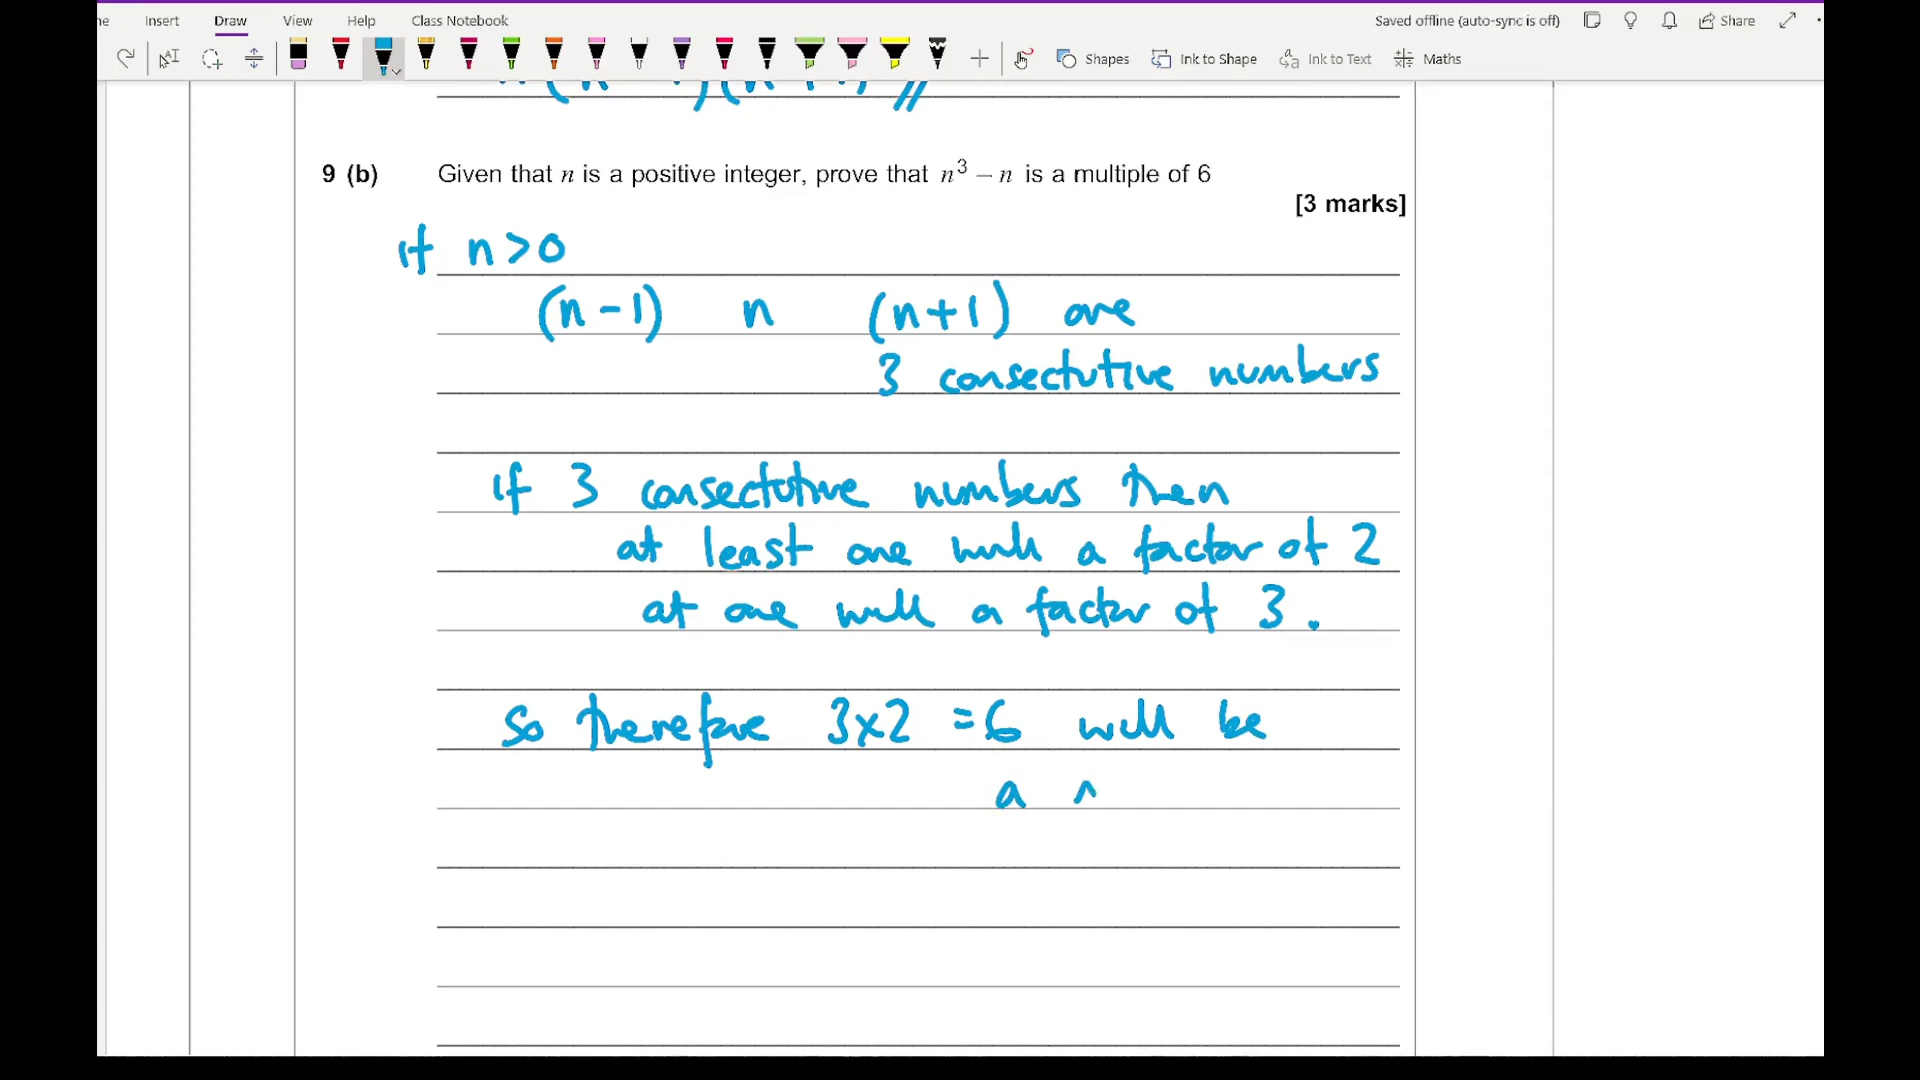 Insert Draw View Help Class Notebook Saved offline (auto-sync is off) Share
Shapes Ink to Shape Ink to Text Maths
9 (b) Given that n is a positive integer, prove that n³ − n is a multiple of 6
[3 marks]
if n>0
(n-1) n (n+1) are
3 consectutive numbers
if 3 consectutive numbers then
at least one will a factor of 2
at one will a factor of 3.
so therefore 3x2 =6 will be
a